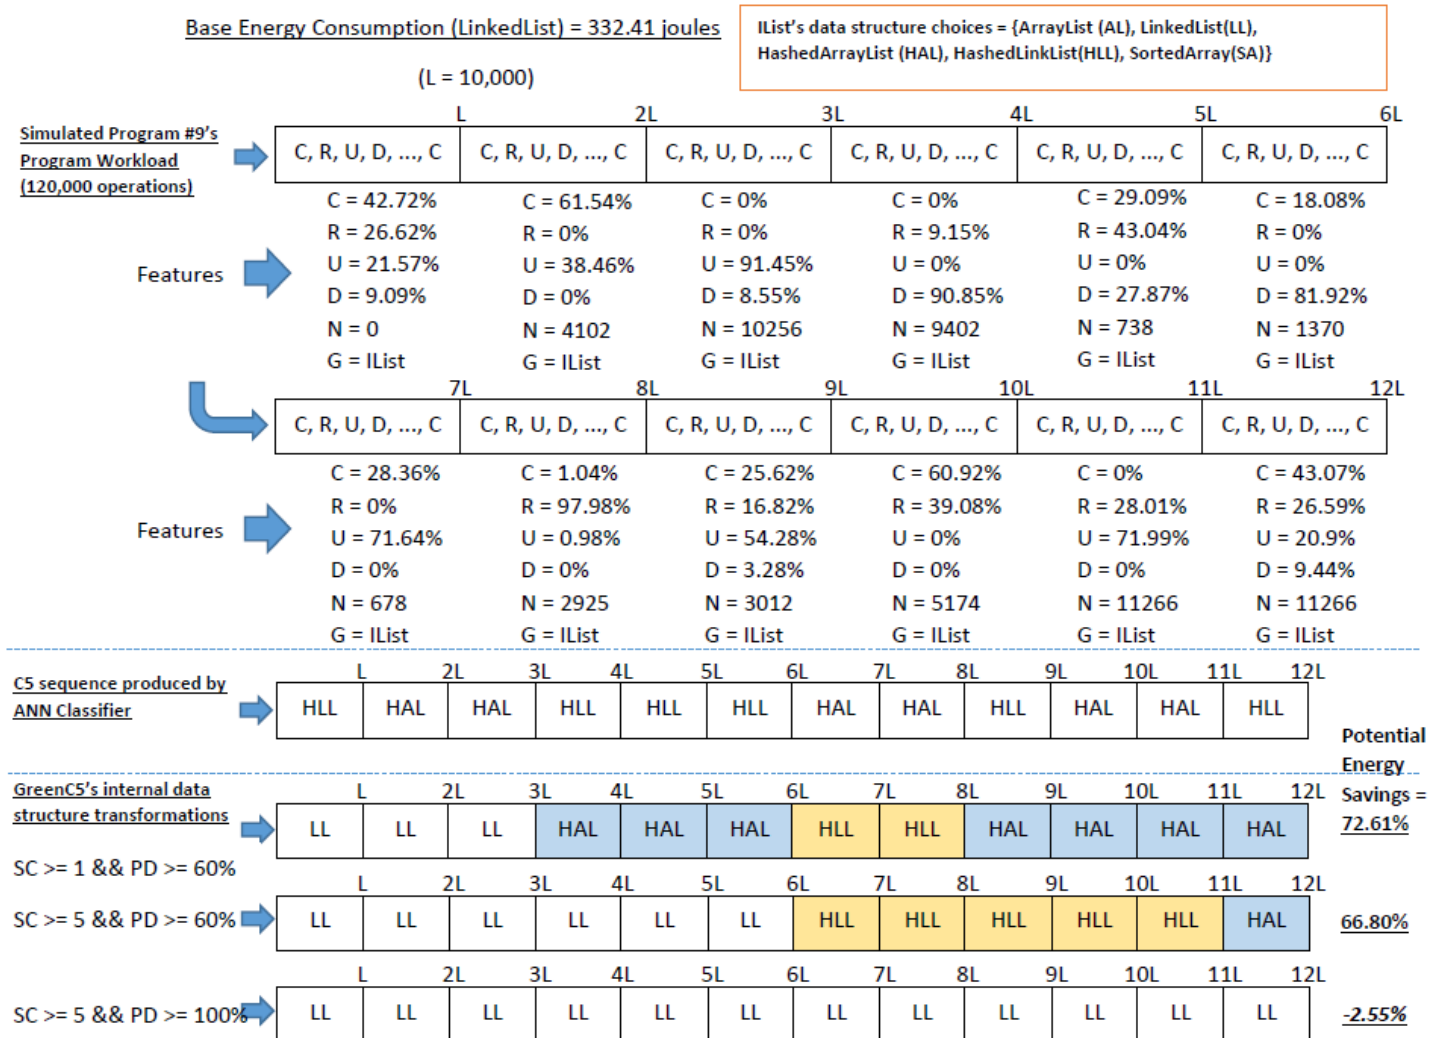 Base Energy Consumption (LinkedList) = 332.41 joules
IList's data structure choices = {ArrayList (AL), LinkedList(LL),
HashedArrayList (HAL), HashedLinkList(HLL), SortedArray(SA)}
(L = 10,000)
L 2L 3L 4L 5L 6L
Simulated Program #9's
Program Workload
(120,000 operations)
C, R, U, D, ..., C C, R, U, D, ..., C C, R, U, D, ..., C C, R, U, D, ..., C C, R, U, D, ..., C C, R, U, D, ..., C
C = 42.72% C = 61.54% C = 0% C = 0% C = 29.09% C = 18.08%
R = 26.62% R = 0% R = 0% R = 9.15% R = 43.04% R = 0%
Features
U = 21.57% U = 38.46% U = 91.45% U = 0% U = 0% U = 0%
D = 9.09% D = 0% D = 8.55% D = 90.85% D = 27.87% D = 81.92%
N = 0 N = 4102 N = 10256 N = 9402 N = 738 N = 1370
G = IList G = IList G = IList G = IList G = IList G = IList
7L 8L 9L 10L 11L 12L
C, R, U, D, ..., C C, R, U, D, ..., C C, R, U, D, ..., C C, R, U, D, ..., C C, R, U, D, ..., C C, R, U, D, ..., C
C = 28.36% C = 1.04% C = 25.62% C = 60.92% C = 0% C = 43.07%
R = 0% R = 97.98% R = 16.82% R = 39.08% R = 28.01% R = 26.59%
Features
U = 71.64% U = 0.98% U = 54.28% U = 0% U = 71.99% U = 20.9%
D = 0% D = 0% D = 3.28% D = 0% D = 0% D = 9.44%
N = 678 N = 2925 N = 3012 N = 5174 N = 11266 N = 11266
G = IList G = IList G = IList G = IList G = IList G = IList
C5 sequence produced by
ANN Classifier
L 2L 3L 4L 5L 6L 7L 8L 9L 10L 11L 12L
HLL HAL HAL HLL HLL HLL HAL HAL HLL HAL HAL HLL
Potential
Energy
Savings =
72.61%
GreenC5's internal data
structure transformations
L 2L 3L 4L 5L 6L 7L 8L 9L 10L 11L 12L
LL LL LL HAL HAL HAL HLL HLL HAL HAL HAL HAL
SC >= 1 && PD >= 60%
L 2L 3L 4L 5L 6L 7L 8L 9L 10L 11L 12L
SC >= 5 && PD >= 60% LL LL LL LL LL LL HLL HLL HLL HLL HLL HAL 66.80%
L 2L 3L 4L 5L 6L 7L 8L 9L 10L 11L 12L
SC >= 5 && PD >= 100% LL LL LL LL LL LL LL LL LL LL LL LL -2.55%